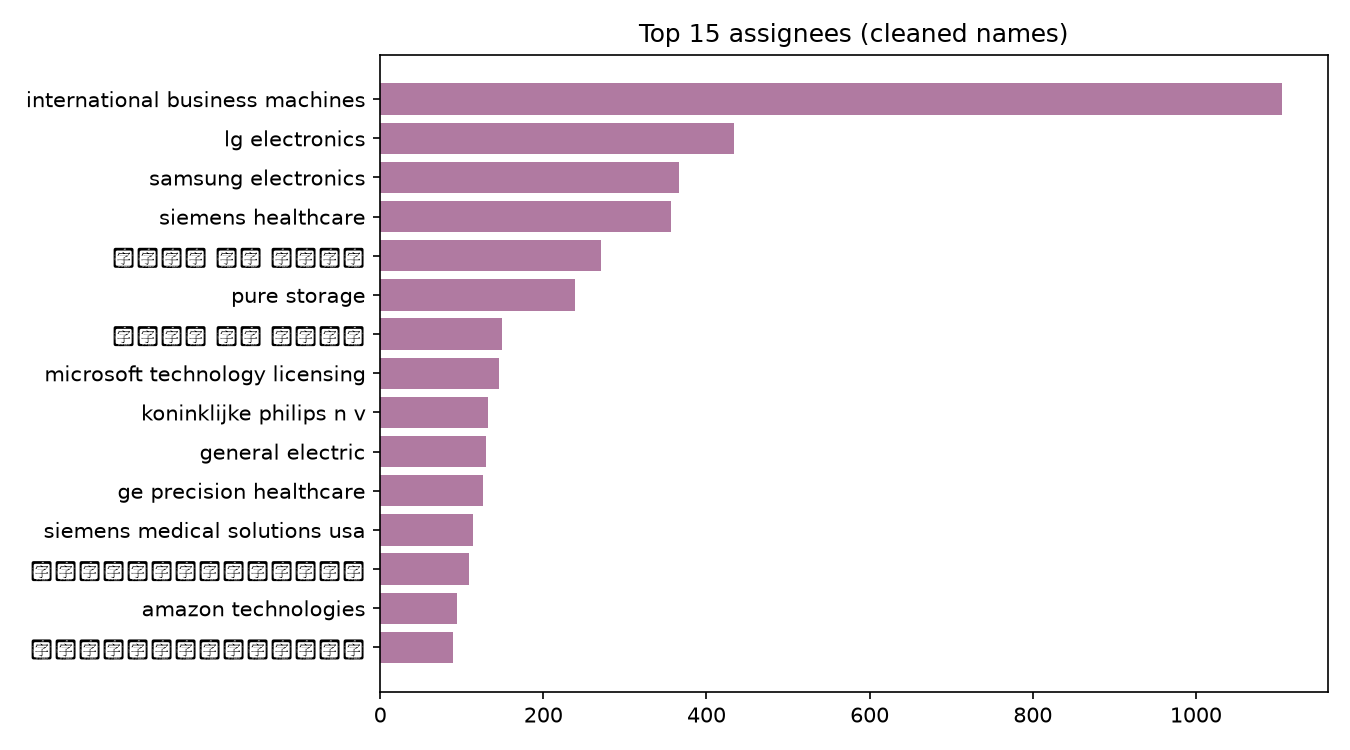 Top 15 assignees (cleaned names)
international business machines
lg electronics
samsung electronics
siemens healthcare
pure storage
microsoft technology licensing
koninklijke philips n v
general electric
ge precision healthcare
siemens medical solutions usa
amazon technologies
0 200 400 600 800 1000